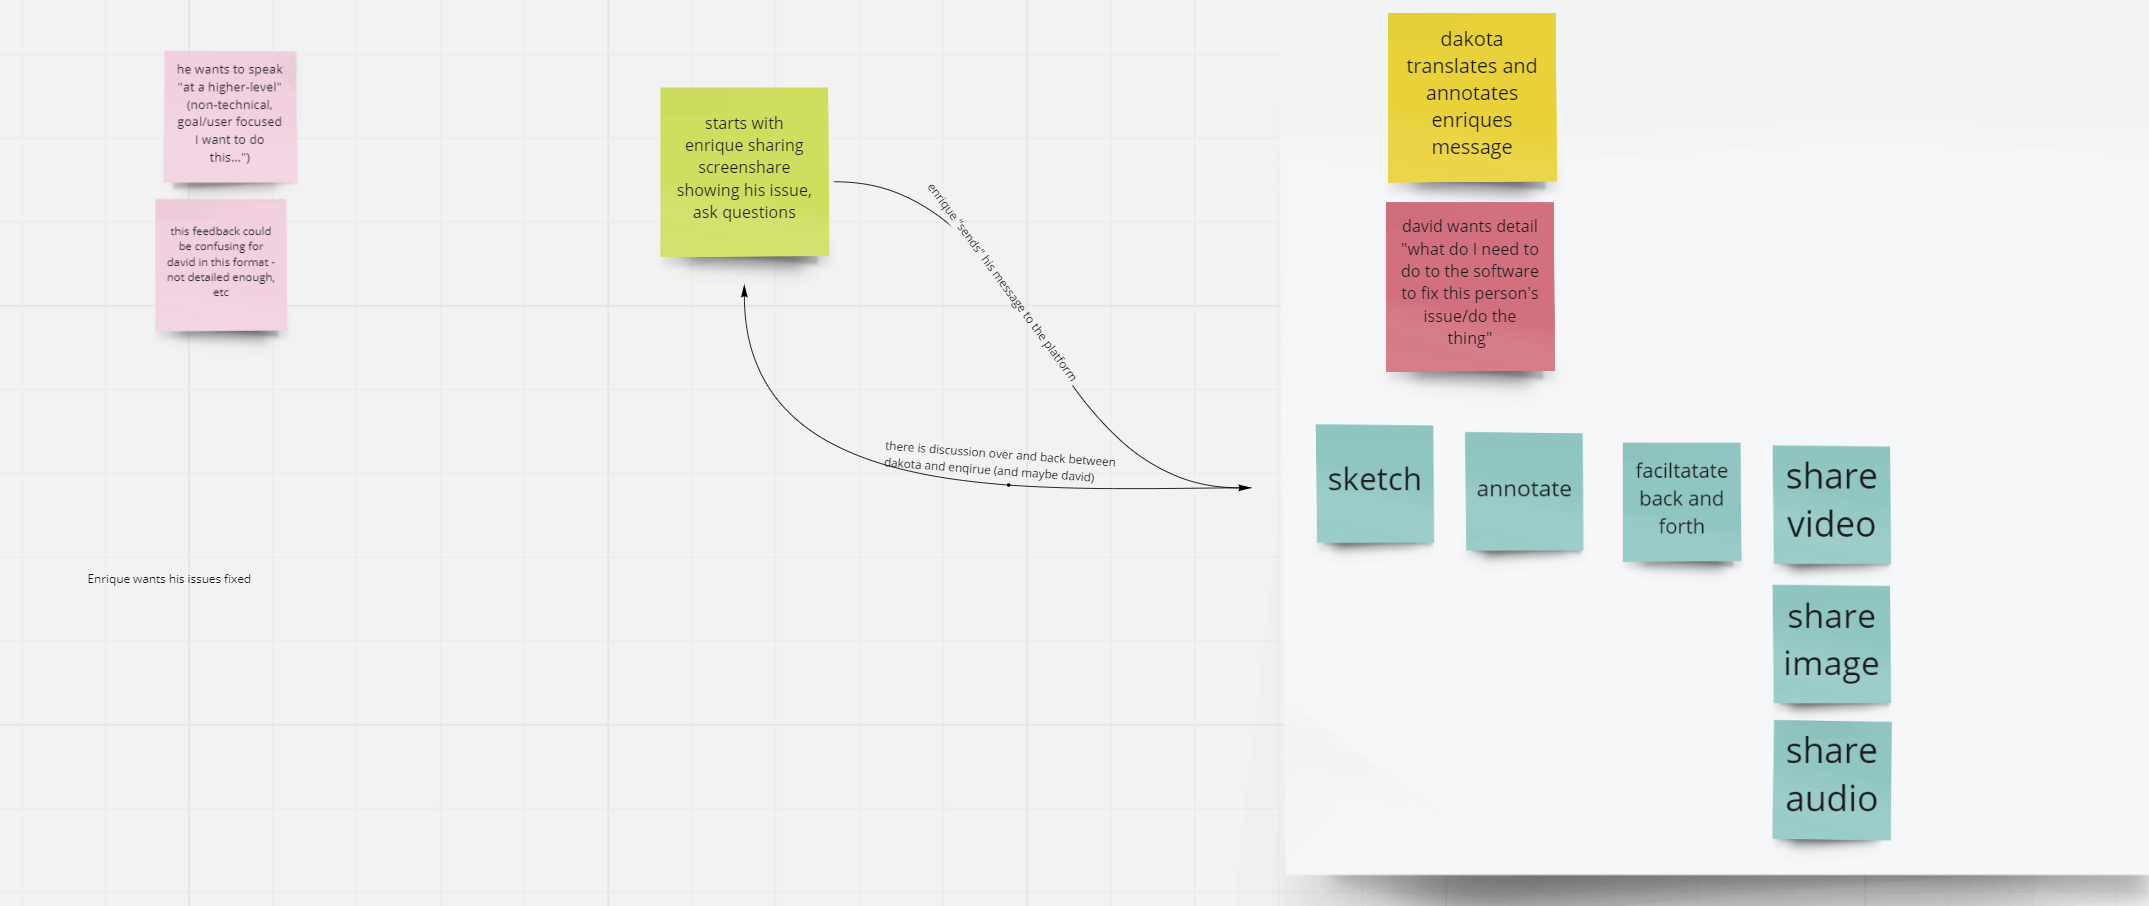 he wants to speak
"at a higher-level"
(non-technical,
goal/user focused
I want to do
this...")
this feedback could
be confusing for
david in this format -
not detailed enough,
etc
Enrique wants his issues fixed
starts with
enrique sharing
screenshare
showing his issue,
ask questions
enrique "sends" his message to the platform
there is discussion over and back between
dakota and enqirue (and maybe david)
dakota
translates and
annotates
enriques
message
david wants detail
"what do I need to
do to the software
to fix this person's
issue/do the
thing"
sketch
annotate
faciltatate
back and
forth
share
video
share
image
share
audio